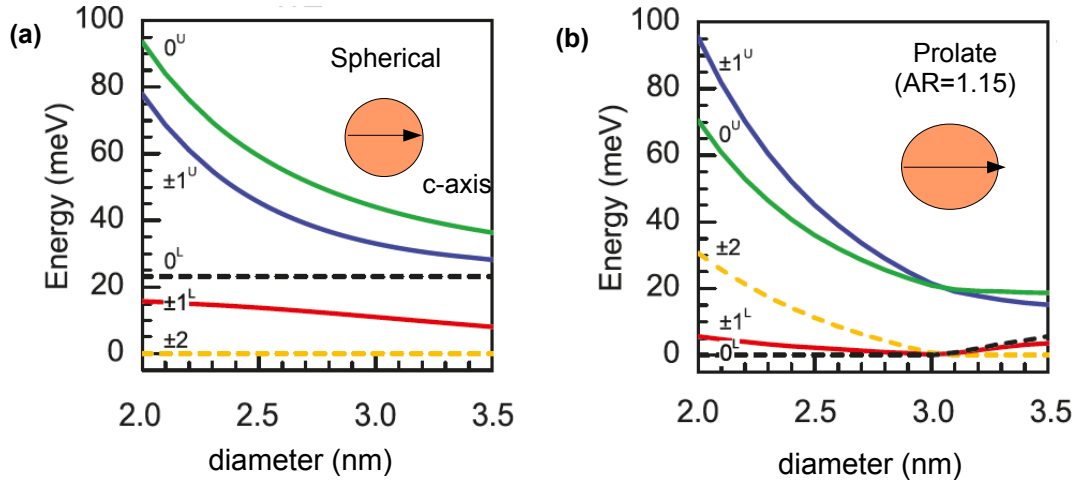 (a)
100
80
60
40
20
0
Energy (meV)
0ᵁ
±1ᵁ
0ᴸ
±1ᴸ
±2
Spherical
c-axis
2.0 2.5 3.0 3.5
diameter (nm)
(b)
100
80
60
40
20
0
Energy (meV)
±1ᵁ
0ᵁ
±2
±1ᴸ
0ᴸ
Prolate
(AR=1.15)
2.0 2.5 3.0 3.5
diameter (nm)